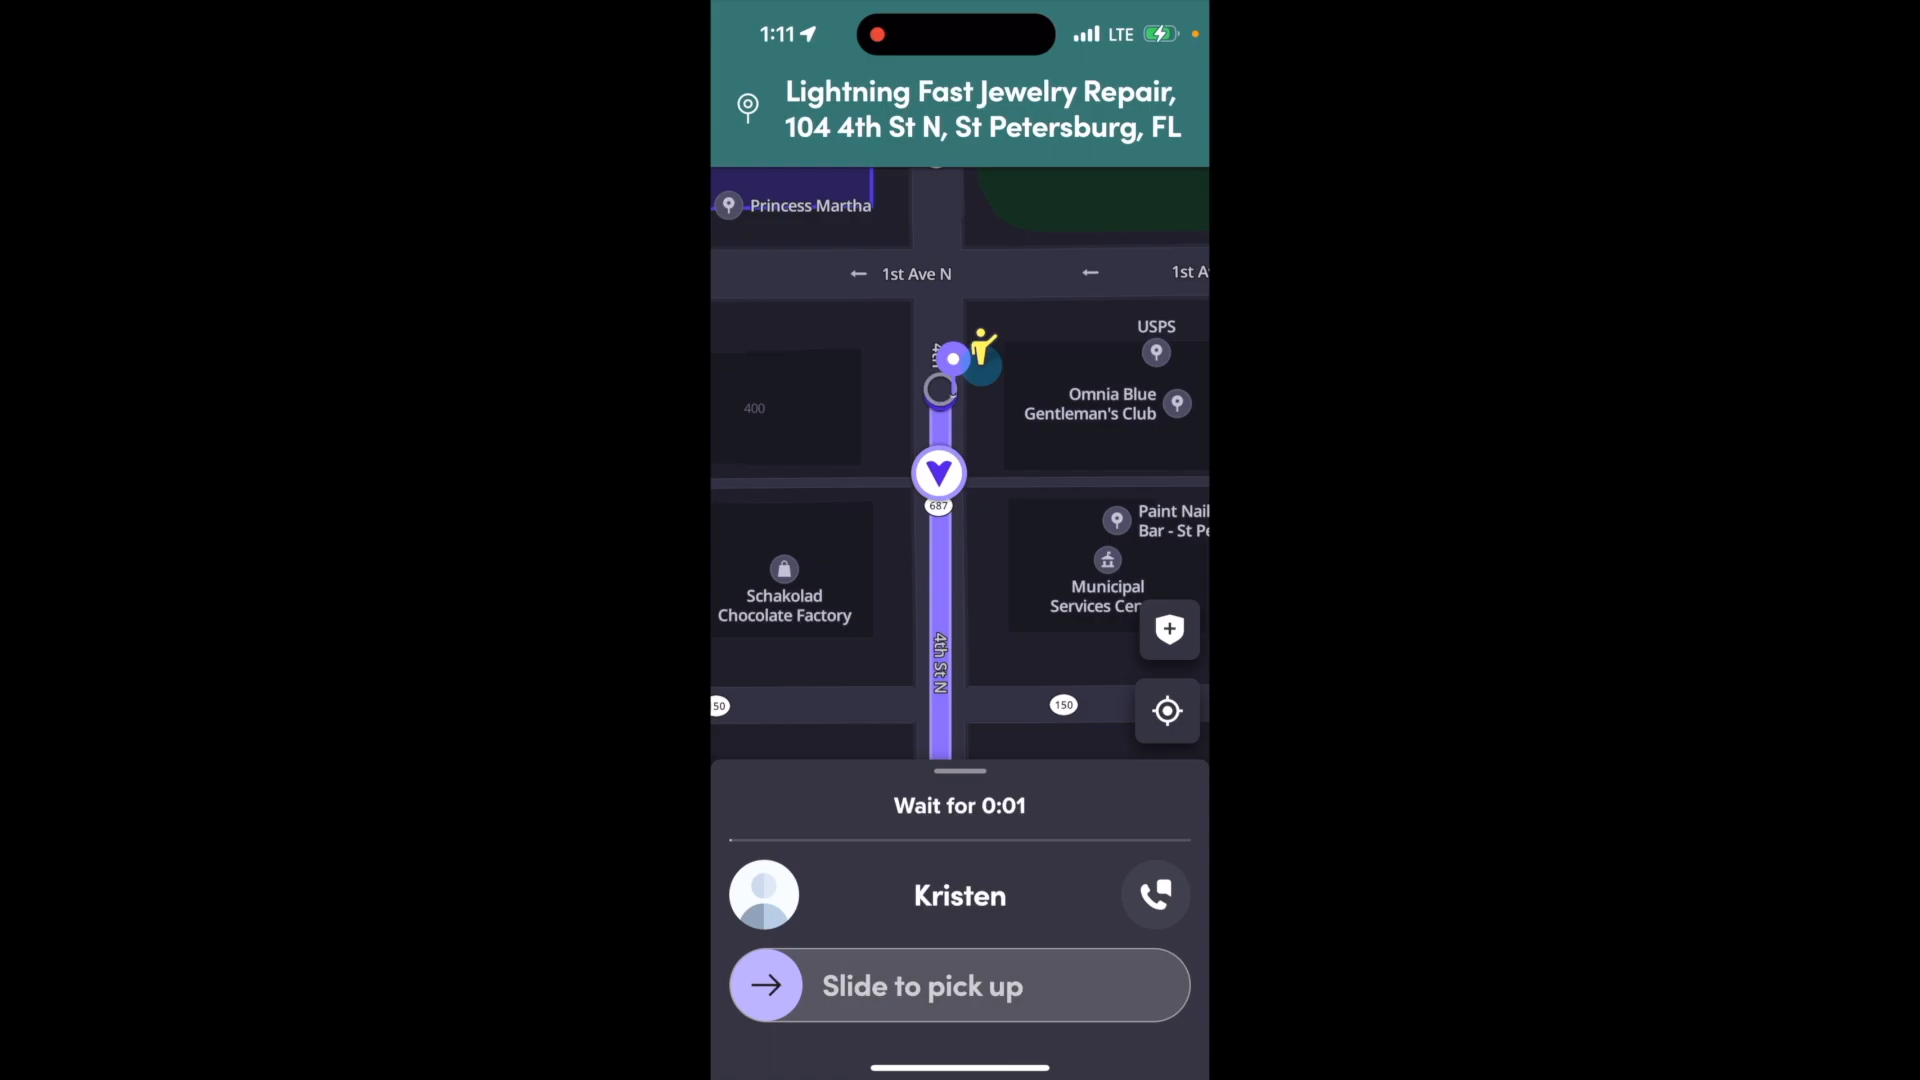 1:11
LTE
Lightning Fast Jewelry Repair,
104 4th St N, St Petersburg, FL
Princess Martha
1st Ave N
1st A
USPS
Omnia Blue
Gentleman's Club
400
687
Paint Nail
Bar - St Pe
Schakolad
Chocolate Factory
Municipal
Services Cen
4th St N
50
150
Wait for 0:01
Kristen
Slide to pick up